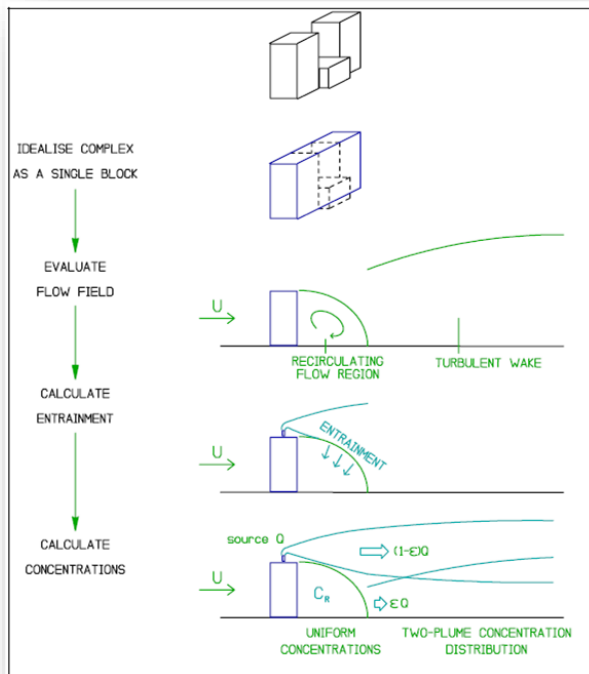 IDEALISE COMPLEX
AS A SINGLE BLOCK
EVALUATE
FLOW FIELD
U
RECIRCULATING
FLOW REGION
TURBULENT WAKE
CALCULATE
ENTRAINMENT
ENTRAINMENT
U
CALCULATE
CONCENTRATIONS
source Q
(1-ε)Q
U
C_R
εQ
UNIFORM
CONCENTRATIONS
TWO-PLUME CONCENTRATION
DISTRIBUTION